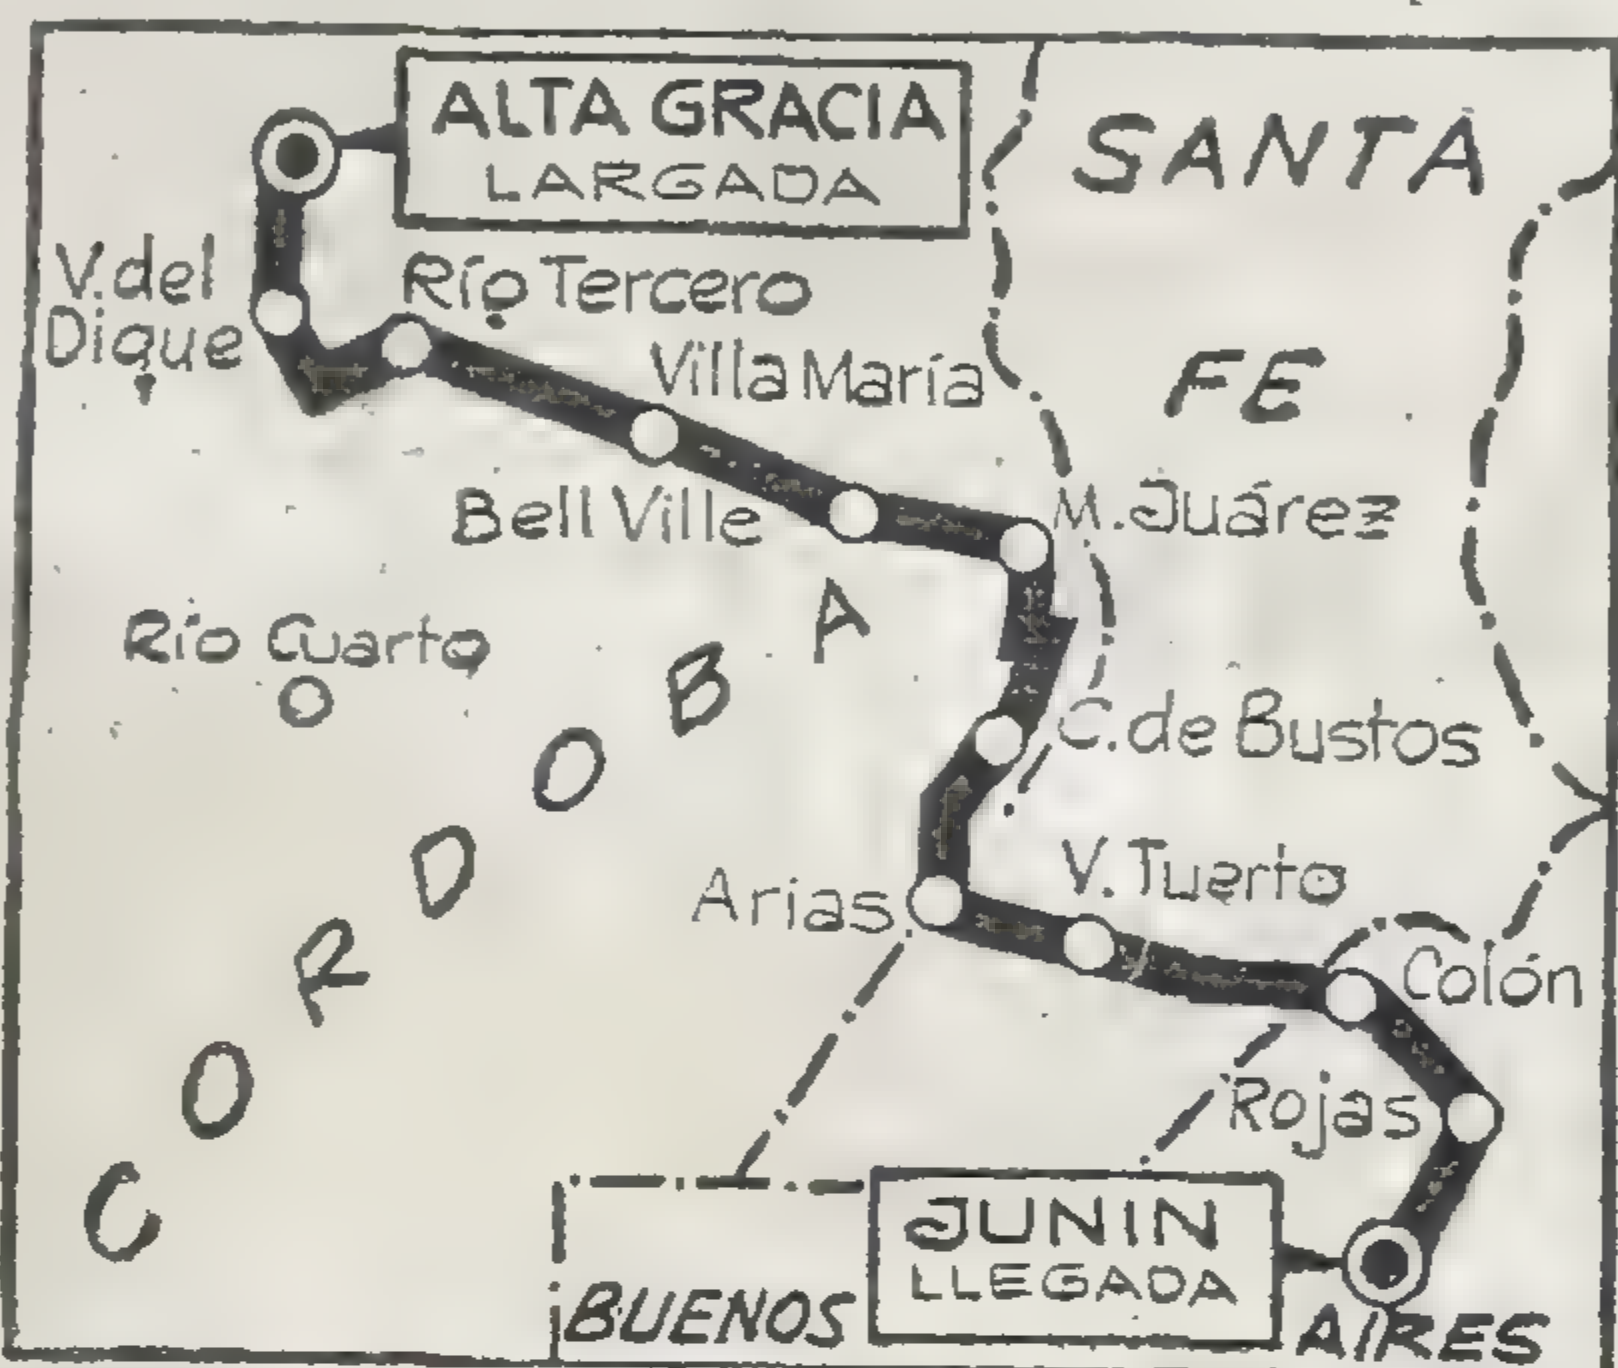 ALTA GRACIA
LARGADA
SANTA
FE
V. del
Dique
Río Tercero
Villa María
Bell Ville
M. Juárez
Río Cuarto
CORDOBA
C. de Bustos
V. Tuerto
Arias
Colón
Rojas
JUNIN
LLEGADA
BUENOS AIRES